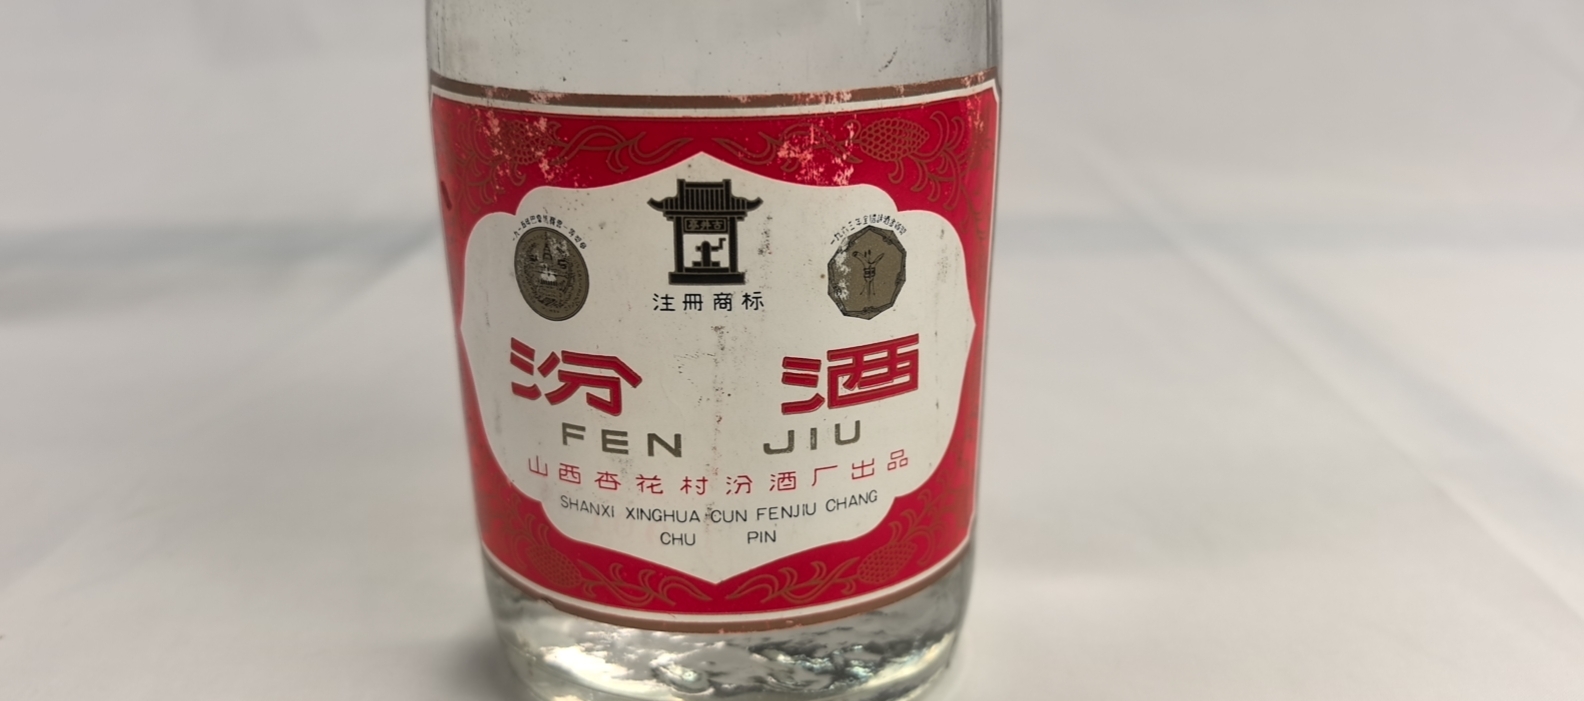 古井亭
注冊商标
汾酒
FEN JIU
山西杏花村汾酒厂出品
SHANXI XINGHUA CUN FENJIU CHANG
CHU PIN